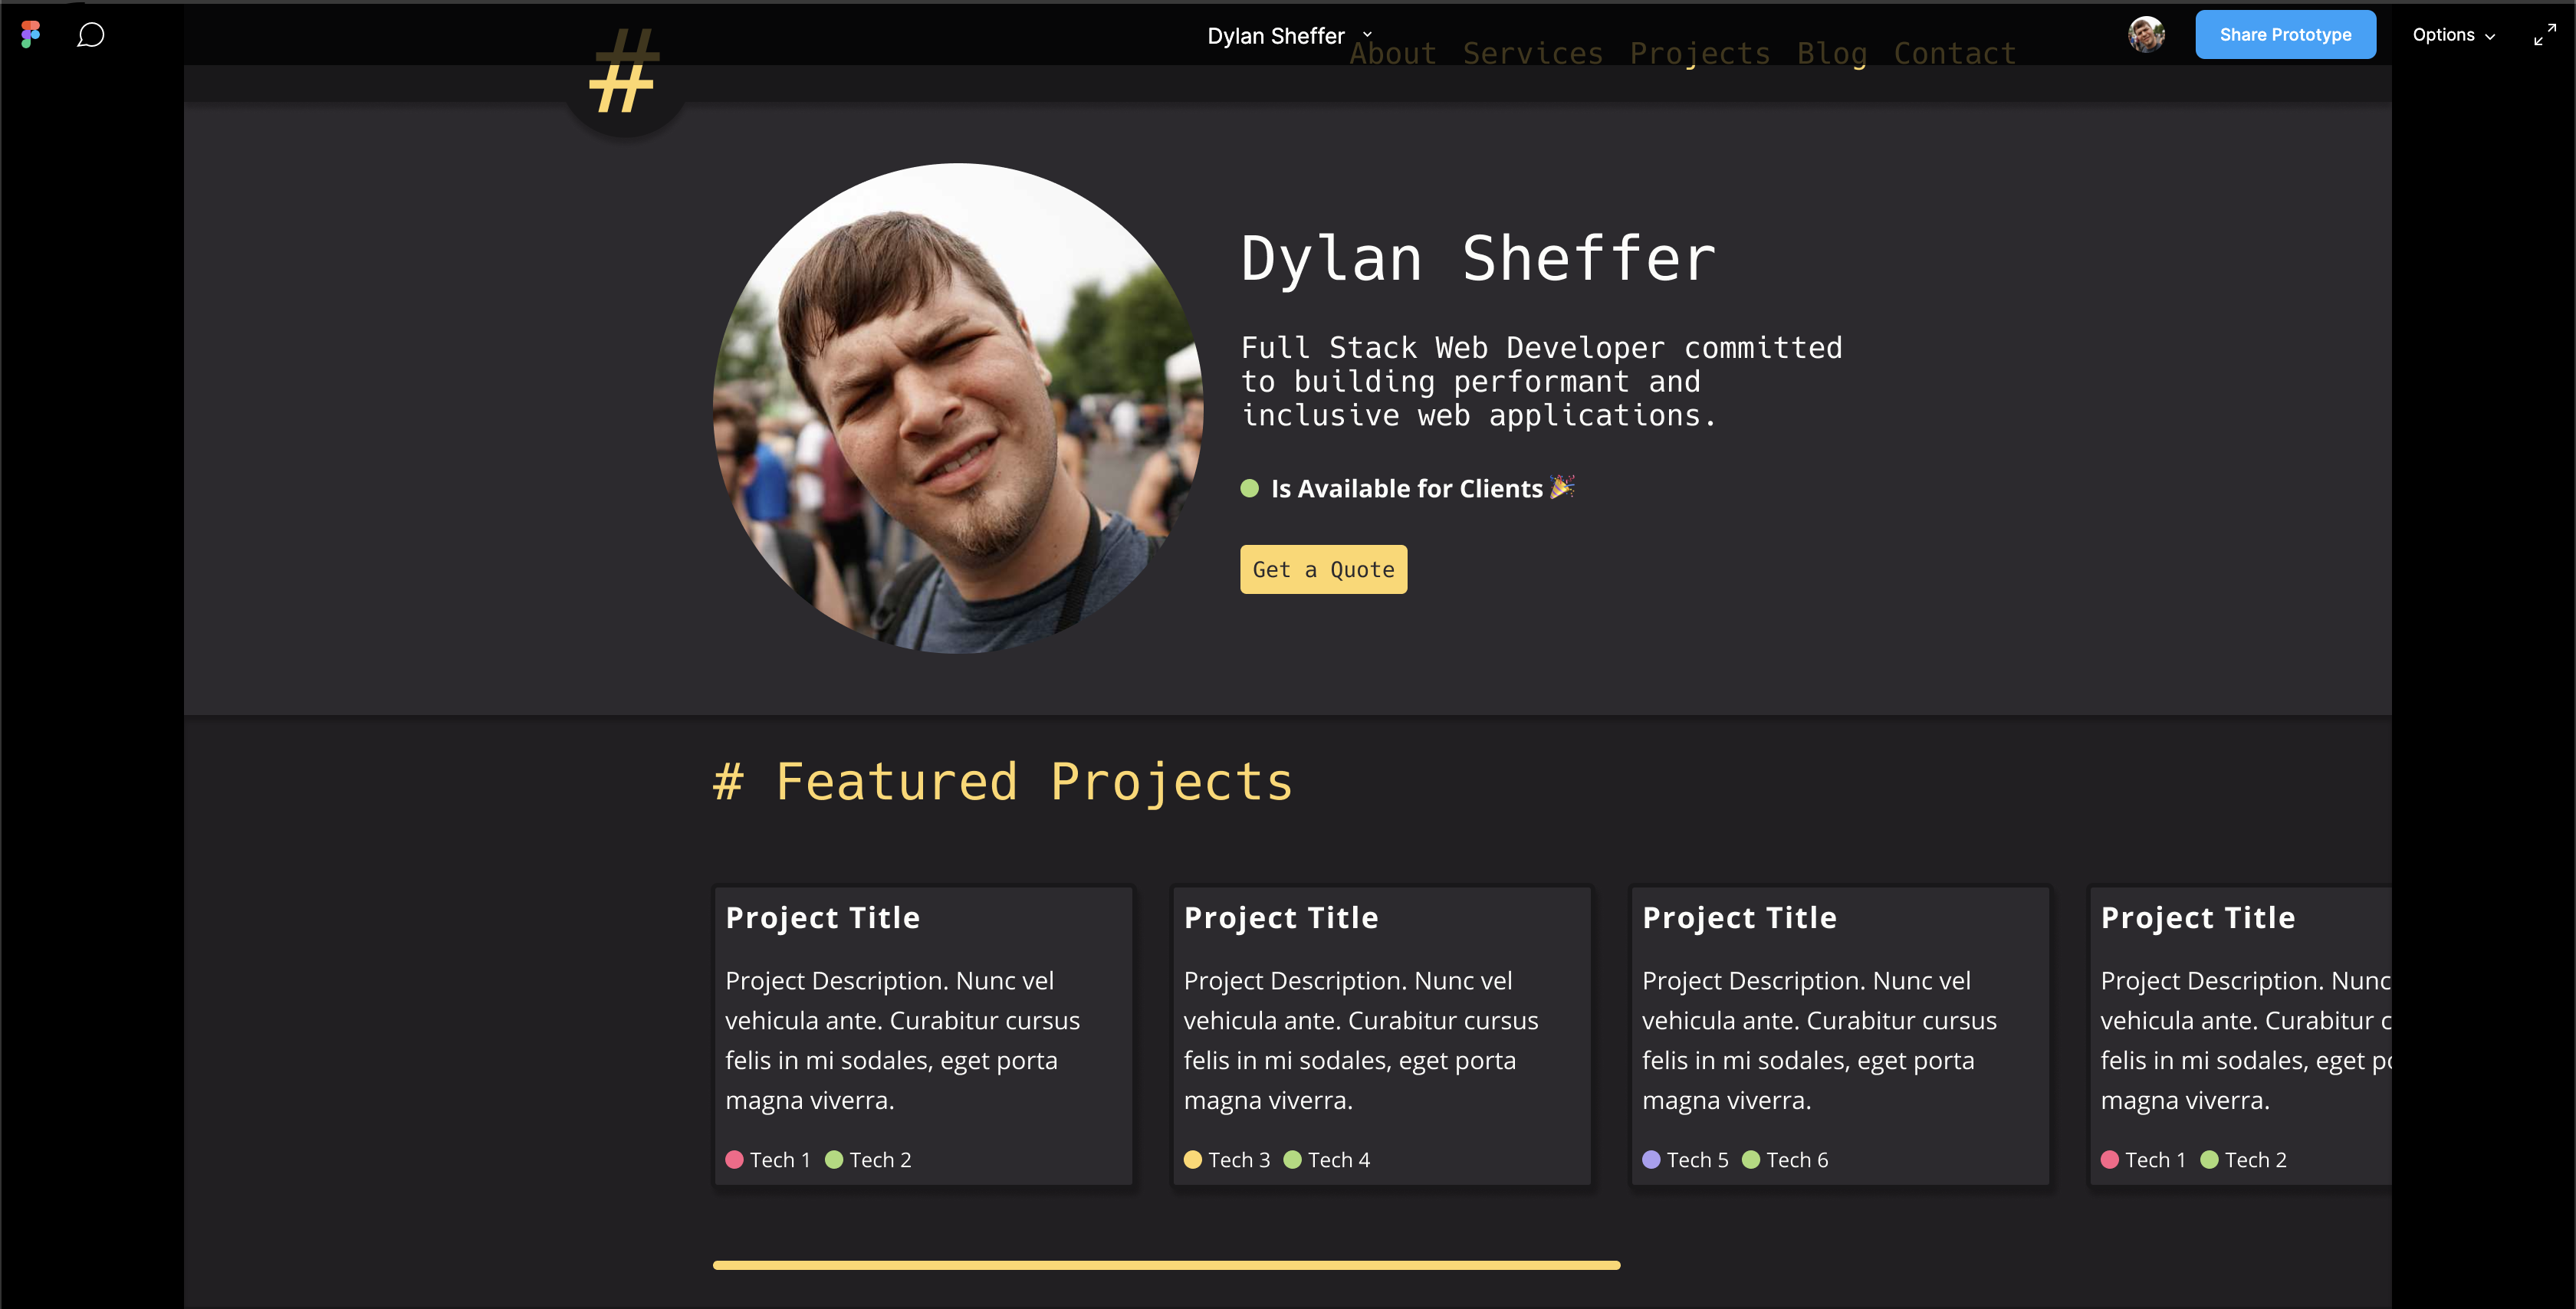 Dylan Sheffer
Share Prototype
Options
#
About Services Projects Blog Contact
Dylan Sheffer
Full Stack Web Developer committed
to building performant and
inclusive web applications.
Is Available for Clients 🎉
Get a Quote
# Featured Projects
Project Title
Project Description. Nunc vel
vehicula ante. Curabitur cursus
felis in mi sodales, eget porta
magna viverra.
Tech 1 Tech 2
Project Title
Project Description. Nunc vel
vehicula ante. Curabitur cursus
felis in mi sodales, eget porta
magna viverra.
Tech 3 Tech 4
Project Title
Project Description. Nunc vel
vehicula ante. Curabitur cursus
felis in mi sodales, eget porta
magna viverra.
Tech 5 Tech 6
Project Title
Project Description. Nunc
vehicula ante. Curabitur c
felis in mi sodales, eget po
magna viverra.
Tech 1 Tech 2